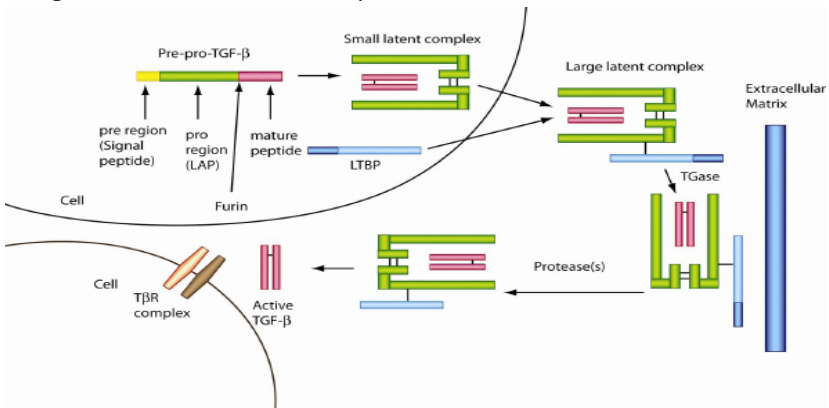 Pre-pro-TGF-β
Small latent complex
Large latent complex
Extracellular
Matrix
pre region
(Signal
peptide)
pro
region
(LAP)
mature
peptide
LTBP
Furin
Cell
TGase
Cell
TβR
complex
Active
TGF-β
Protease(s)